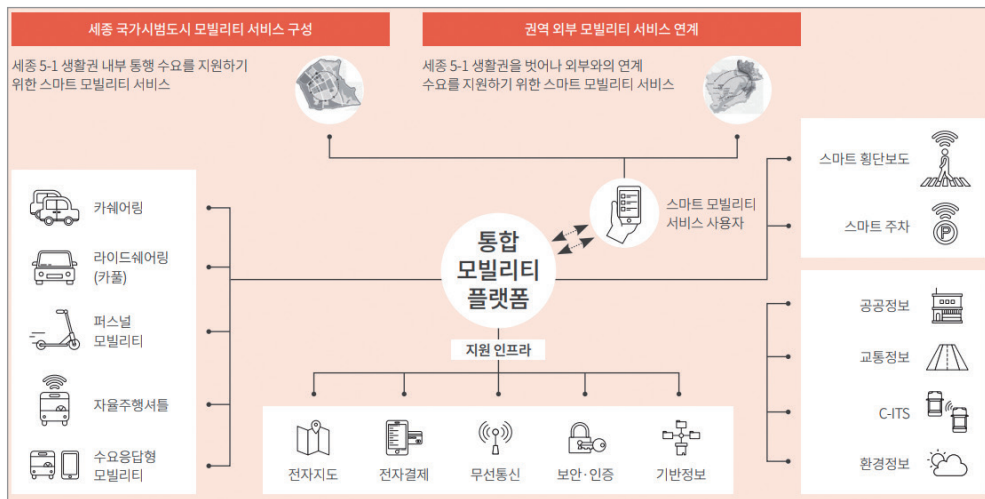 세종 국가시범도시 모빌리티 서비스 구성
세종 5-1 생활권 내부 통행 수요를 지원하기
위한 스마트 모빌리티 서비스
권역 외부 모빌리티 서비스 연계
세종 5-1 생활권을 벗어나 외부와의 연계
수요를 지원하기 위한 스마트 모빌리티 서비스
카쉐어링
라이드쉐어링
(카풀)
퍼스널
모빌리티
자율주행셔틀
수요응답형
모빌리티
통합
모빌리티
플랫폼
스마트 모빌리티
서비스 사용자
지원 인프라
전자지도
전자결제
무선통신
보안·인증
기반정보
스마트 횡단보도
스마트 주차
P
공공정보
교통정보
C-ITS
환경정보